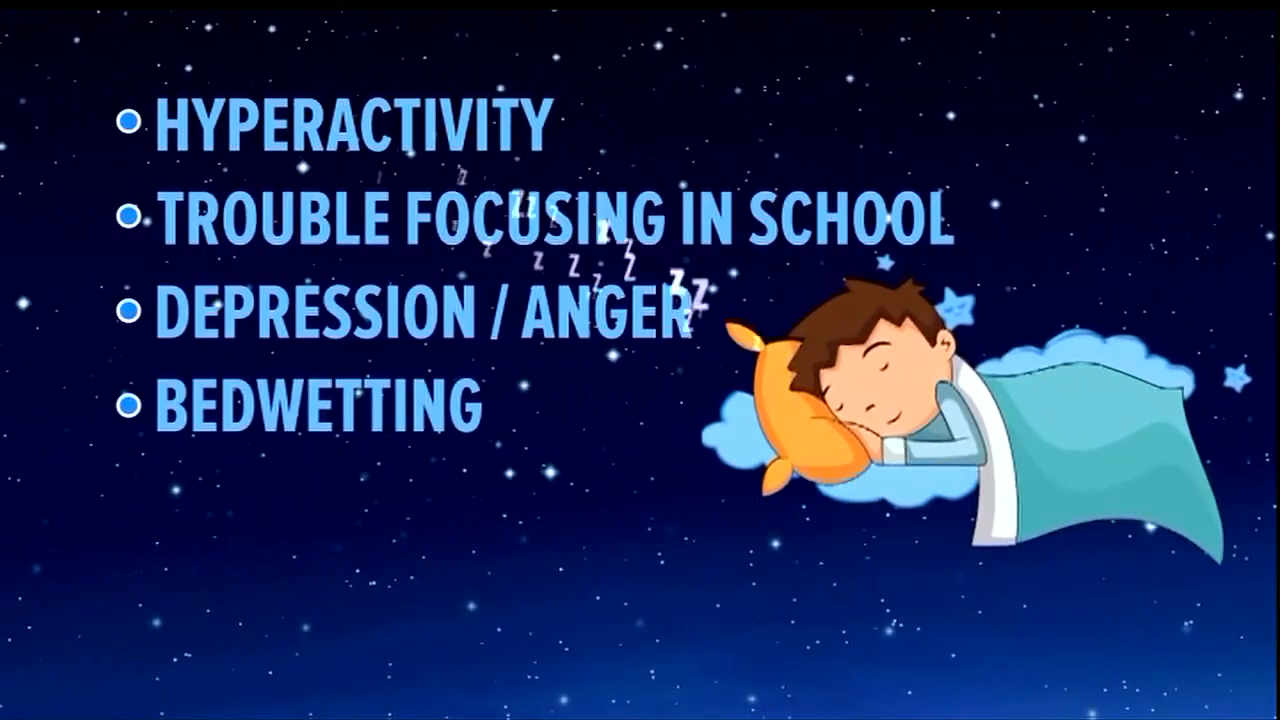 • HYPERACTIVITY
• TROUBLE FOCUSING IN SCHOOL
• DEPRESSION / ANGER
• BEDWETTING